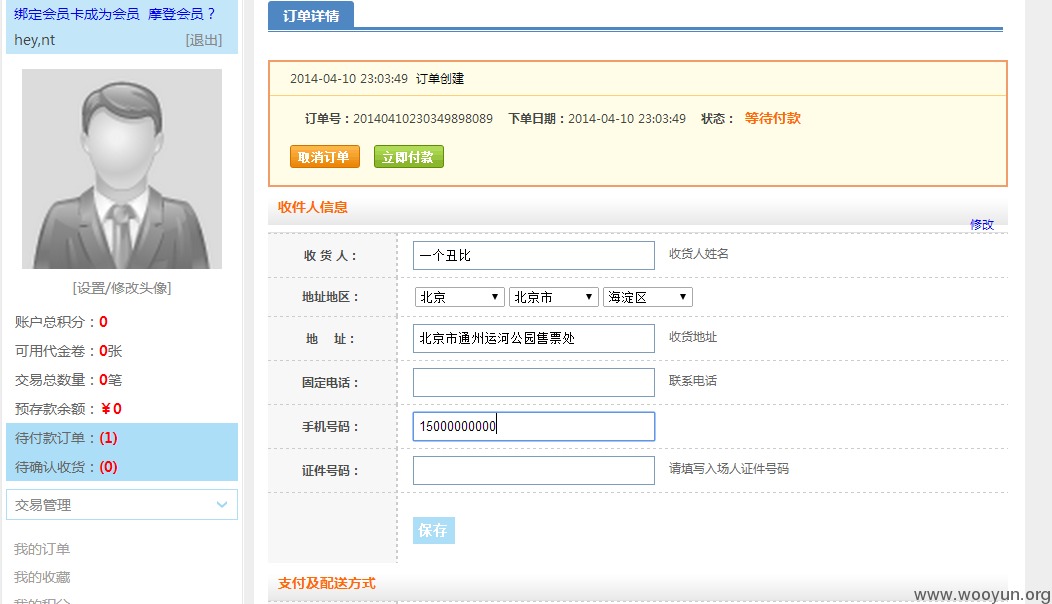 绑定会员卡成为会员 摩登会员？
hey,nt [退出]
[设置/修改头像]
账户总积分：0
可用代金卷：0张
交易总数量：0笔
预存款余额：￥0
待付款订单：(1)
待确认收货：(0)
交易管理
我的订单
我的收藏
我的积分
订单详情
2014-04-10 23:03:49 订单创建
订单号：20140410230349898089 下单日期：2014-04-10 23:03:49 状态： 等待付款
取消订单 立即付款
收件人信息
修改
收 货 人： 一个丑比 收货人姓名
地址地区： 北京 北京市 海淀区
地 址： 北京市通州运河公园售票处 收货地址
固定电话： 联系电话
手机号码： 15000000000
证件号码： 请填写入场人证件号码
保存
支付及配送方式
www.wooyun.org